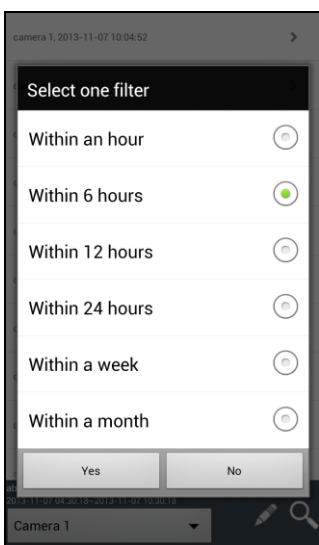 camera 1, 2013-11-07 10:04:52
Select one filter
Within an hour
Within 6 hours
Within 12 hours
Within 24 hours
Within a week
Within a month
Yes
No
2013-11-07 04:30:18~2013-11-07 10:30:18
Camera 1